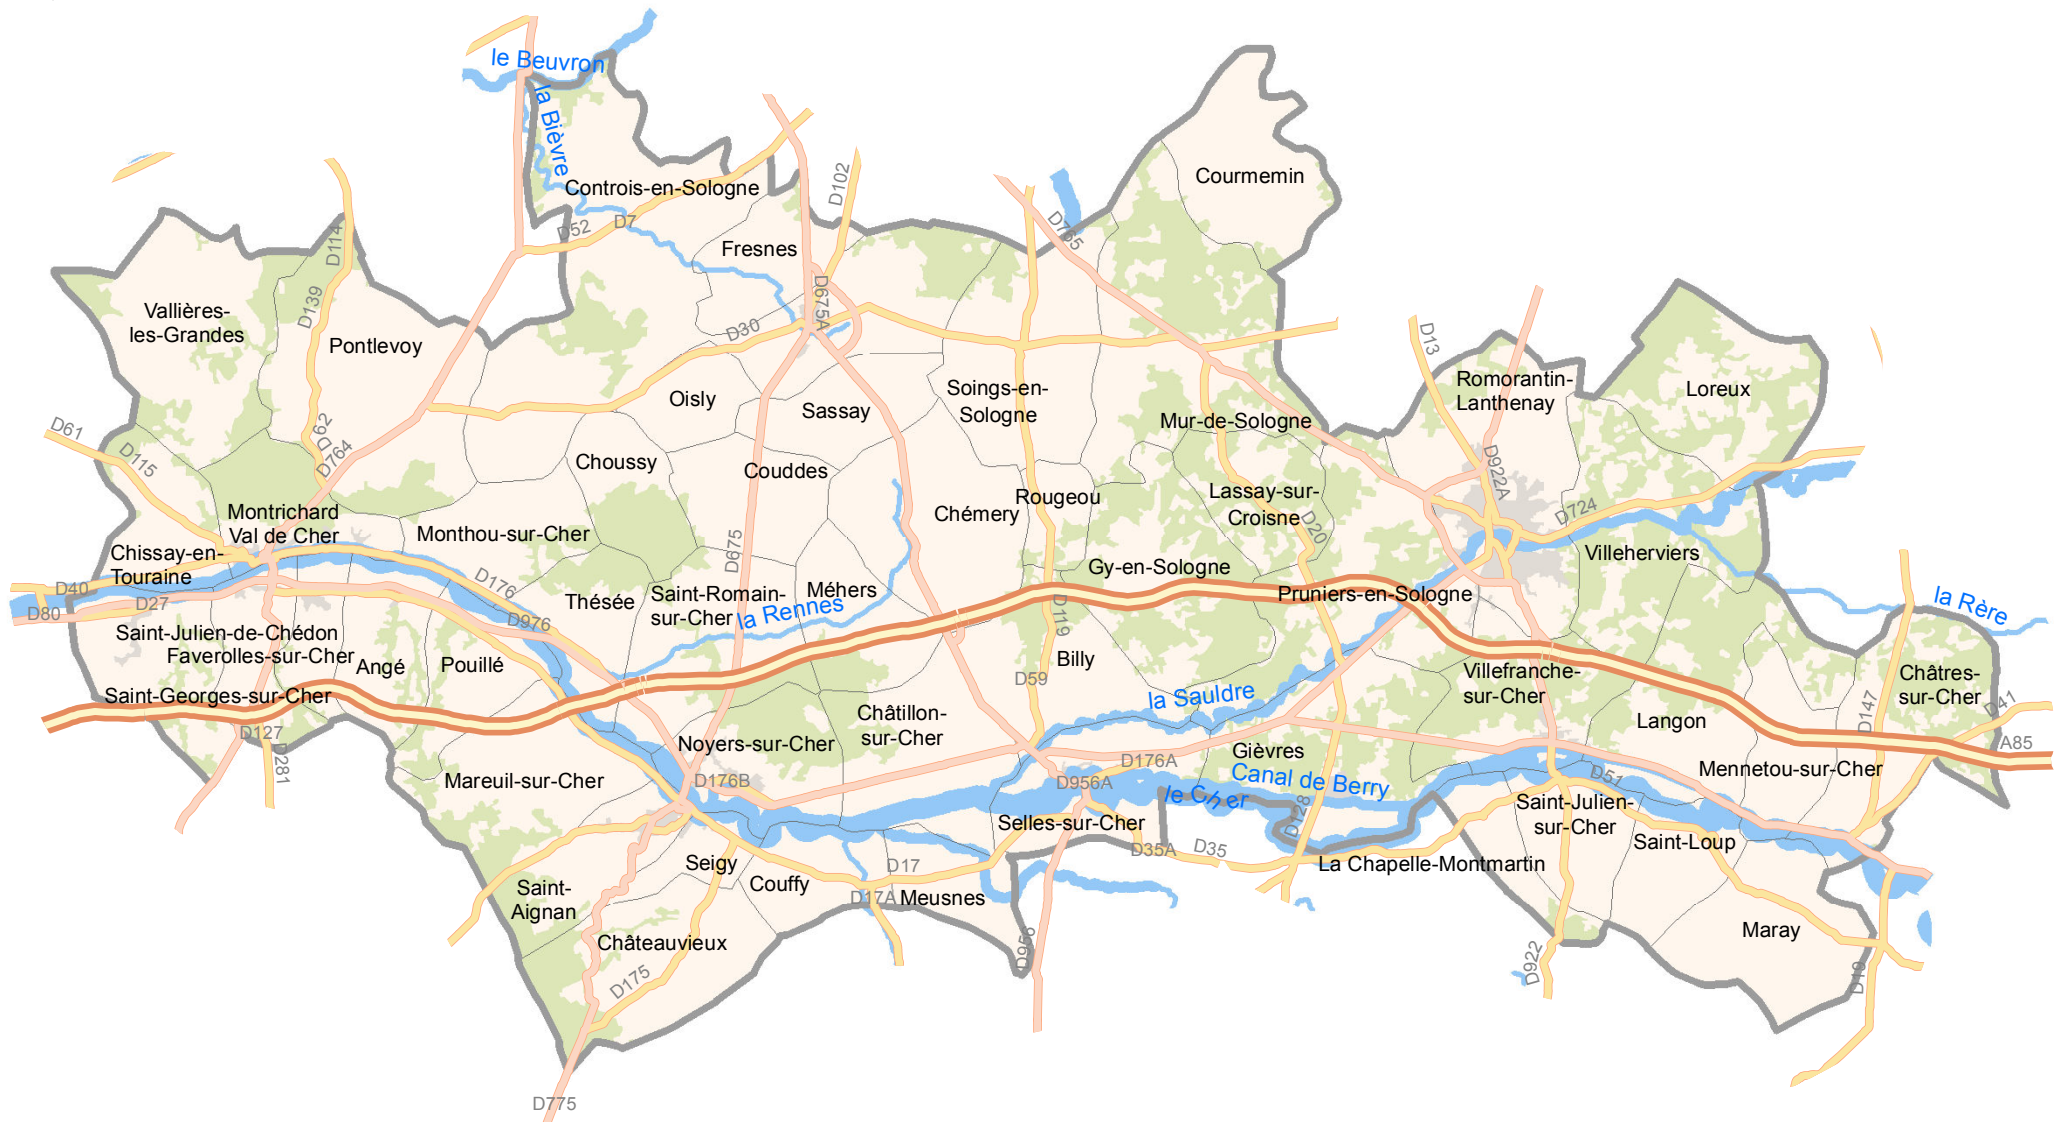 le Beuvron
la Bièvre
Courmemin
Controis-en-Sologne
D102
D7
D52
D765
Fresnes
D114
D139
D675A
Vallières-
les-Grandes
Pontlevoy
D30
D13
Romorantin-
Lanthenay
Loreux
Oisly
Sassay
Soings-en-
Sologne
Mur-de-Sologne
D61
D115
D62
D764
Choussy
Couddes
D922A
Rougeou
Lassay-sur-
Croisne
D20
D724
Chémery
Montrichard
Val de Cher
Monthou-sur-Cher
Chissay-en-
Touraine
D40
D80
D27
D176
D976
D675
Villeherviers
Gy-en-Sologne
Pruniers-en-Sologne
la Rère
Thésée
Saint-Romain-
sur-Cher
Méhers
la Rennes
D119
Saint-Julien-de-Chédon
Faverolles-sur-Cher
Angé
Pouillé
Billy
D59
Saint-Georges-sur-Cher
Villefranche-
sur-Cher
Châtres-
sur-Cher
la Sauldre
D147
D41
Langon
A85
D127
D281
Châtillon-
sur-Cher
Noyers-sur-Cher
Gièvres
D176A
Mareuil-sur-Cher
D176B
D956A
Canal de Berry
le Cher
D128
D51
Mennetou-sur-Cher
Saint-Julien-
sur-Cher
Selles-sur-Cher
Saint-Loup
D35A
D35
La Chapelle-Montmartin
Seigy
Couffy
D17
D17A
Meusnes
Saint-
Aignan
Châteauvieux
D956
Maray
D175
D922
D19
D775